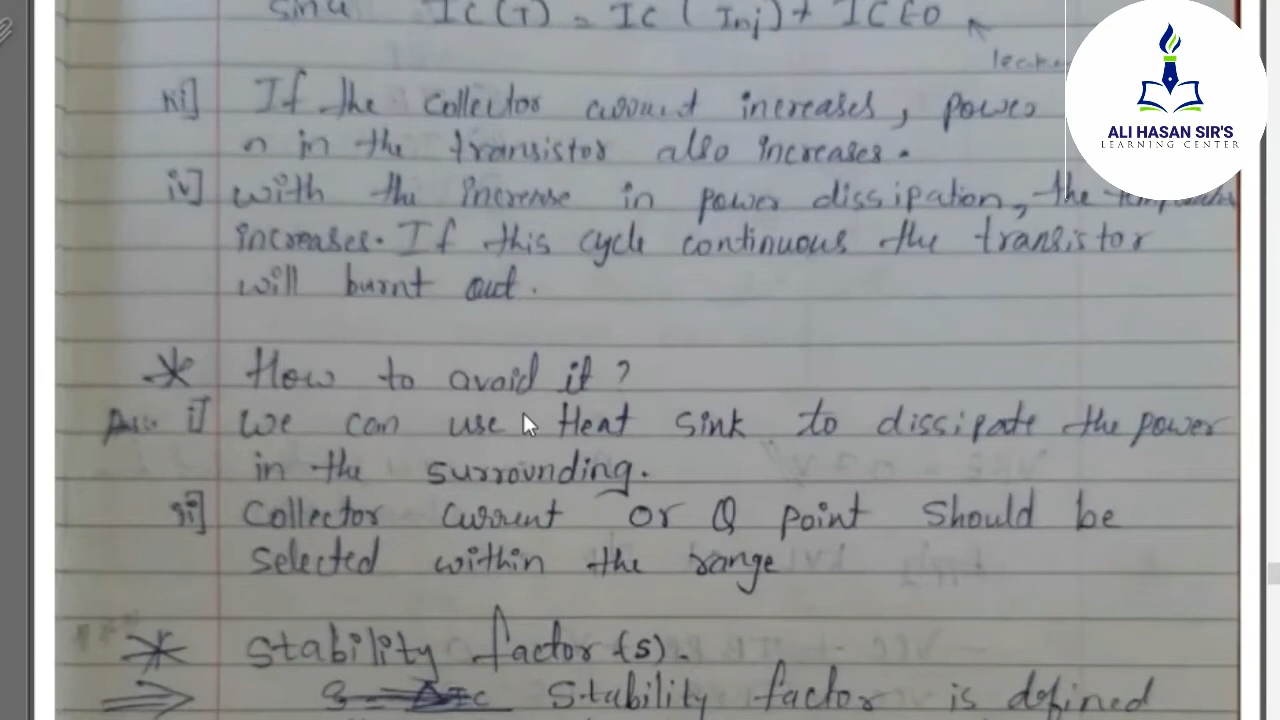 since IC(T) = IC (Inj)+ ICEO
iii] If the collector current increases, power
n in the transistor also increases.
iv] with the increase in power dissipation, the
increases. If this cycle continuous the transistor
will burnt out.
* How to avoid it ?
Ans. i] we can use Heat sink to dissipate the power
in the surrounding.
ii] Collector current or Q point should be
selected within the range
* Stability factor (s).
⇒ Stability factor is defined
ALI HASAN SIR'S
LEARNING CENTER